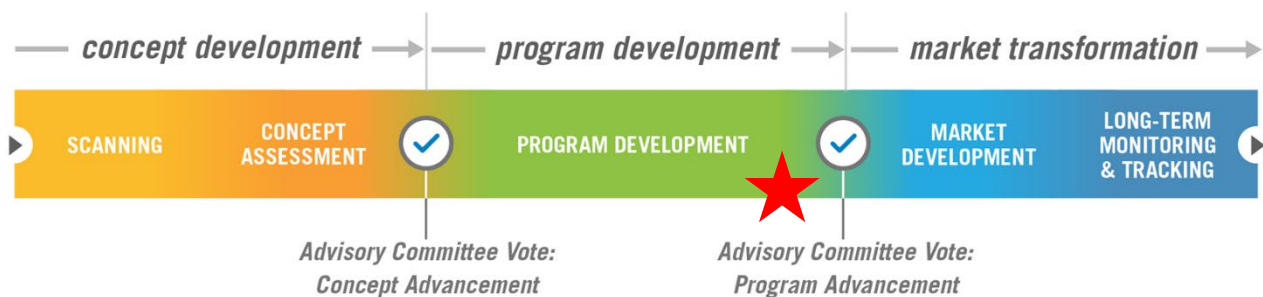 concept development
program development
market transformation
SCANNING
CONCEPT
ASSESSMENT
PROGRAM DEVELOPMENT
MARKET
DEVELOPMENT
LONG-TERM
MONITORING
& TRACKING
Advisory Committee Vote:
Concept Advancement
Advisory Committee Vote:
Program Advancement